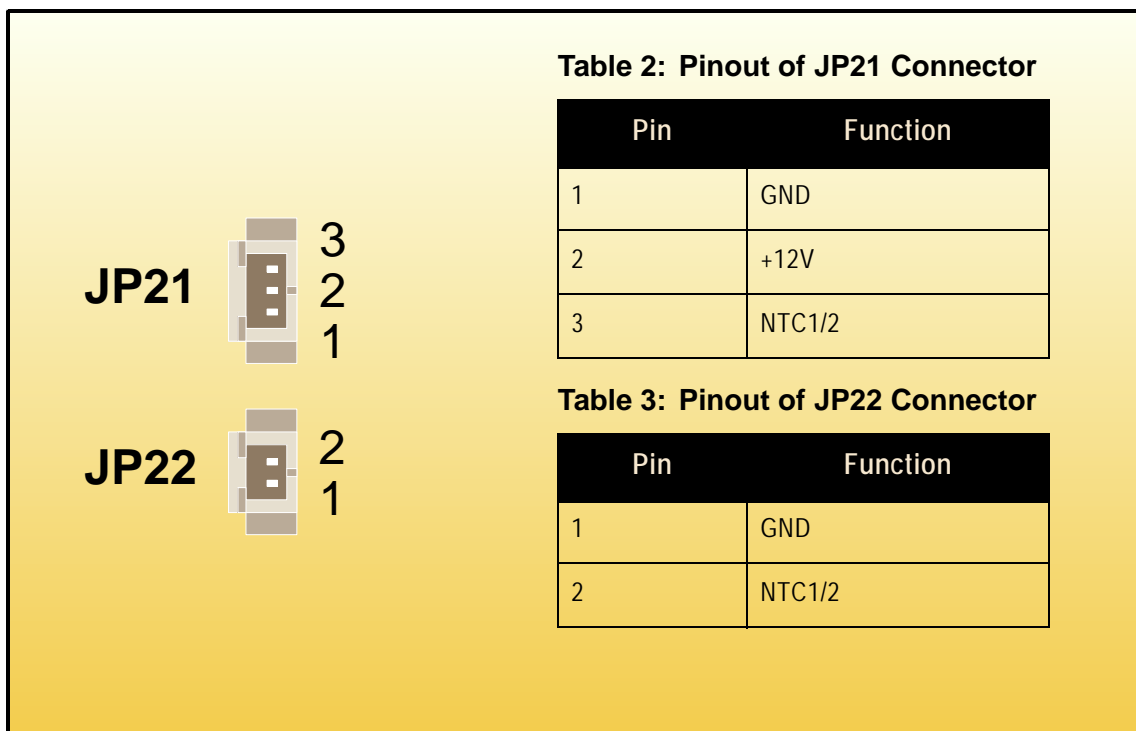 JP21
3
2
1
JP22
2
1
Table 2: Pinout of JP21 Connector
Pin Function
1 GND
2 +12V
3 NTC1/2
Table 3: Pinout of JP22 Connector
Pin Function
1 GND
2 NTC1/2